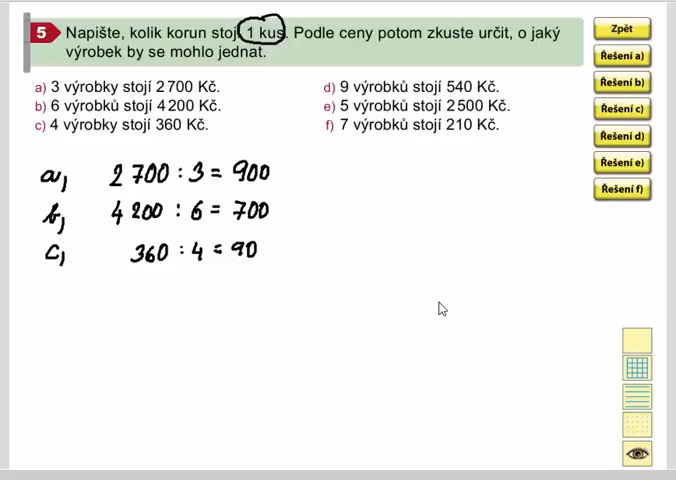 5 Napište, kolik korun stojí 1 kus. Podle ceny potom zkuste určit, o jaký
výrobek by se mohlo jednat.
a) 3 výrobky stojí 2 700 Kč.
b) 6 výrobků stojí 4 200 Kč.
c) 4 výrobky stojí 360 Kč.
d) 9 výrobků stojí 540 Kč.
e) 5 výrobků stojí 2 500 Kč.
f) 7 výrobků stojí 210 Kč.
a) 2 700 : 3 = 900
b) 4 200 : 6 = 700
c) 360 : 4 = 90
Zpět
Řešení a)
Řešení b)
Řešení c)
Řešení d)
Řešení e)
Řešení f)